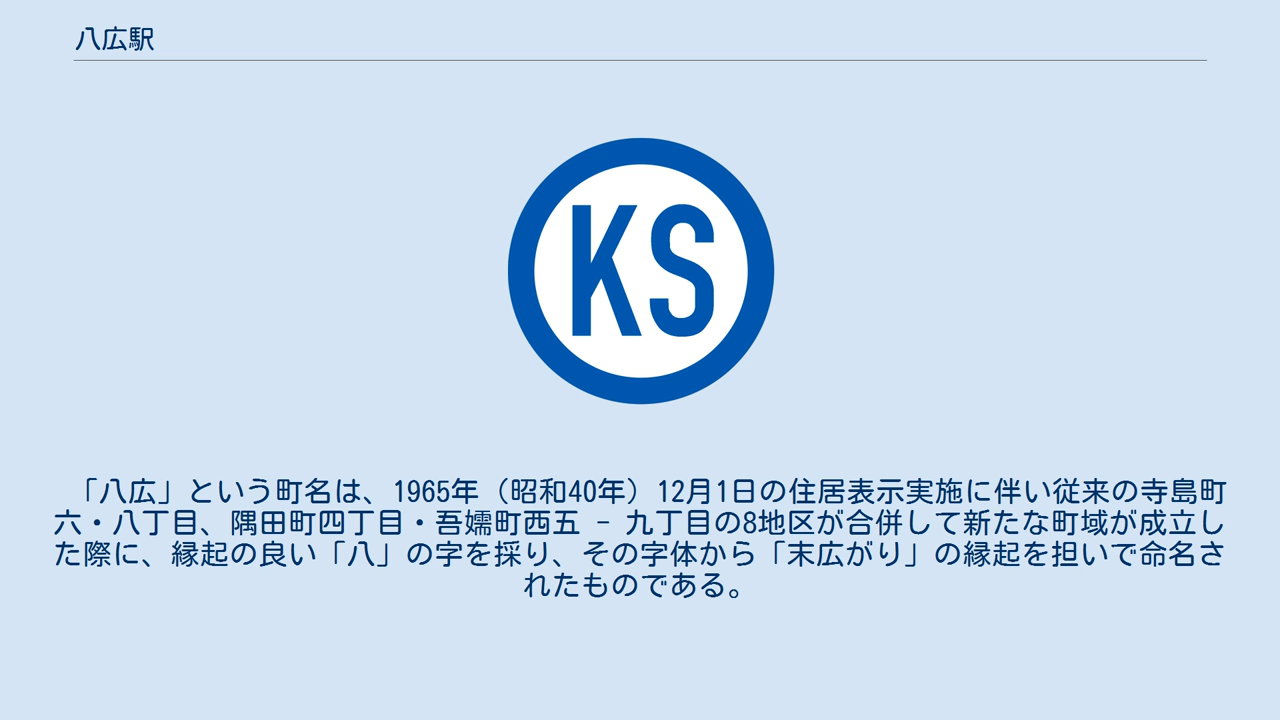 八広駅
KS
「八広」という町名は、1965年（昭和40年）12月1日の住居表示実施に伴い従来の寺島町
六・八丁目、隅田町四丁目・吾嬬町西五 - 九丁目の8地区が合併して新たな町域が成立し
た際に、縁起の良い「八」の字を採り、その字体から「末広がり」の縁起を担いで命名さ
れたものである。